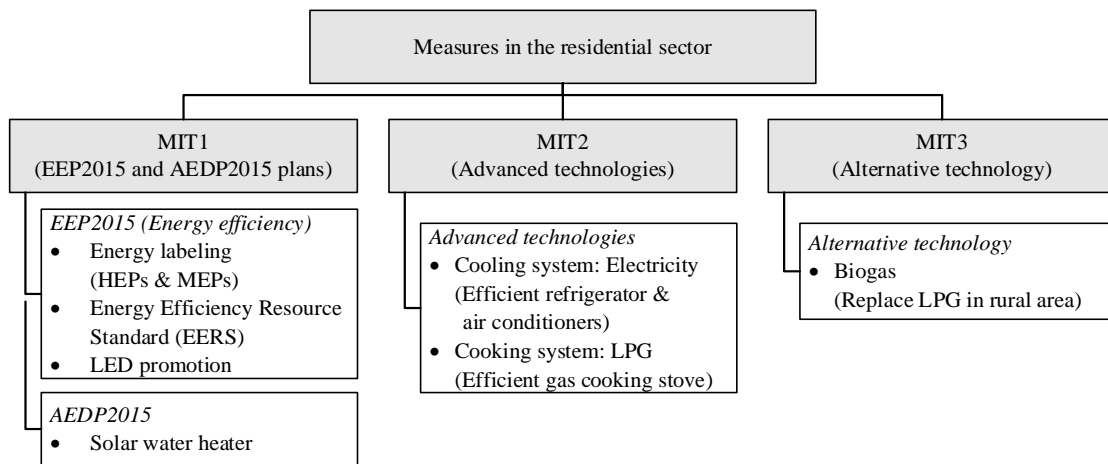 Measures in the residential sector
MIT1
(EEP2015 and AEDP2015 plans)
EEP2015 (Energy efficiency)
• Energy labeling
(HEPs & MEPs)
• Energy Efficiency Resource
Standard (EERS)
• LED promotion
AEDP2015
• Solar water heater
MIT2
(Advanced technologies)
Advanced technologies
• Cooling system: Electricity
(Efficient refrigerator &
air conditioners)
• Cooking system: LPG
(Efficient gas cooking stove)
MIT3
(Alternative technology)
Alternative technology
• Biogas
(Replace LPG in rural area)